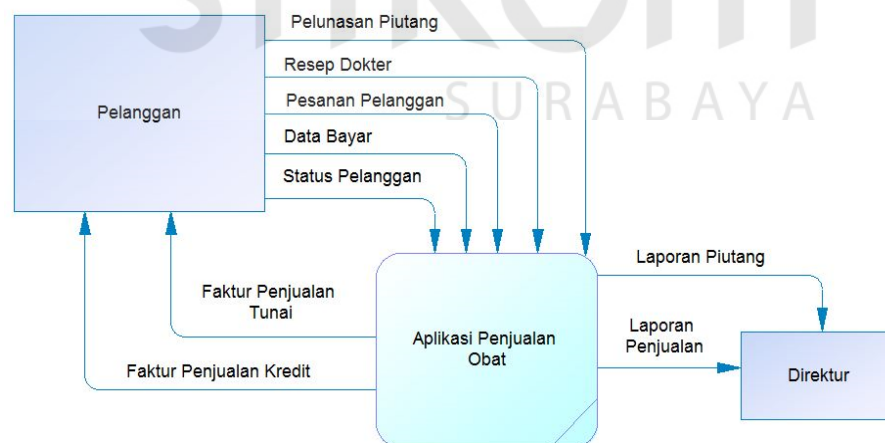 Pelunasan Piutang
Resep Dokter
Pesanan Pelanggan
SURABAYA
Pelanggan
Data Bayar
Status Pelanggan
Laporan Piutang
Faktur Penjualan
Tunai
Aplikasi Penjualan
Obat
Laporan
Penjualan
Faktur Penjualan Kredit
Direktur